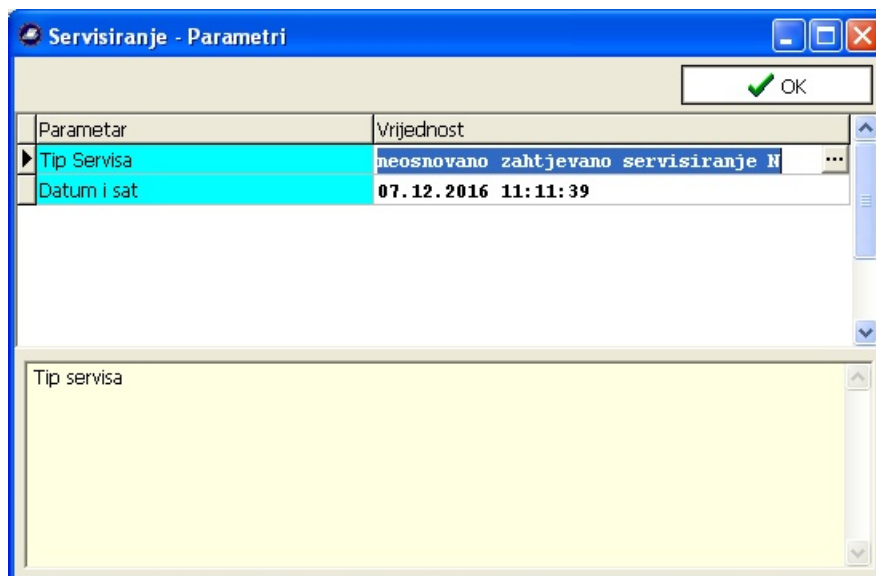 Servisiranje - Parametri
OK
Parametar Vrijednost
Tip Servisa neosnovano zahtjevano servisiranje N ...
Datum i sat 07.12.2016 11:11:39
Tip servisa